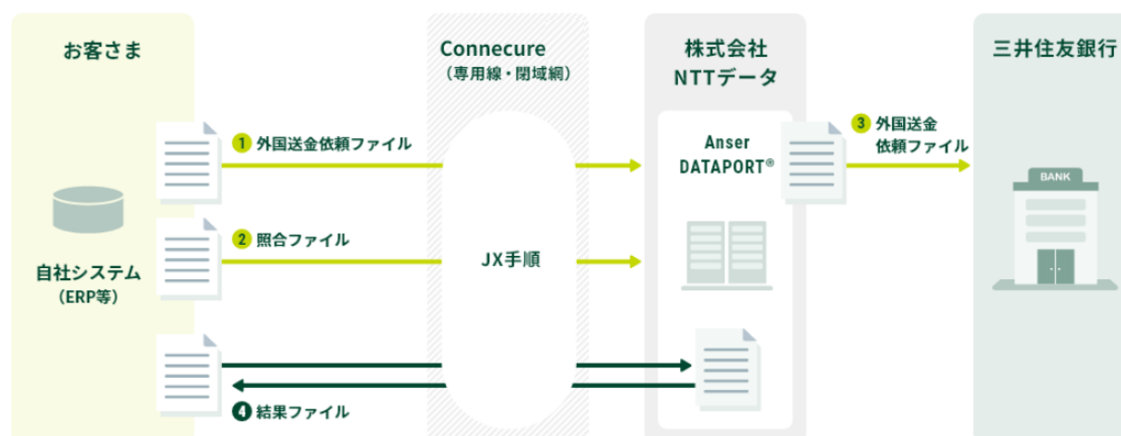 お客さま
Connecure
（専用線・閉域網）
株式会社
NTTデータ
三井住友銀行
1 外国送金依頼ファイル
Anser
DATAPORT®
3 外国送金
依頼ファイル
BANK
2 照合ファイル
JX手順
自社システム
（ERP等）
4 結果ファイル